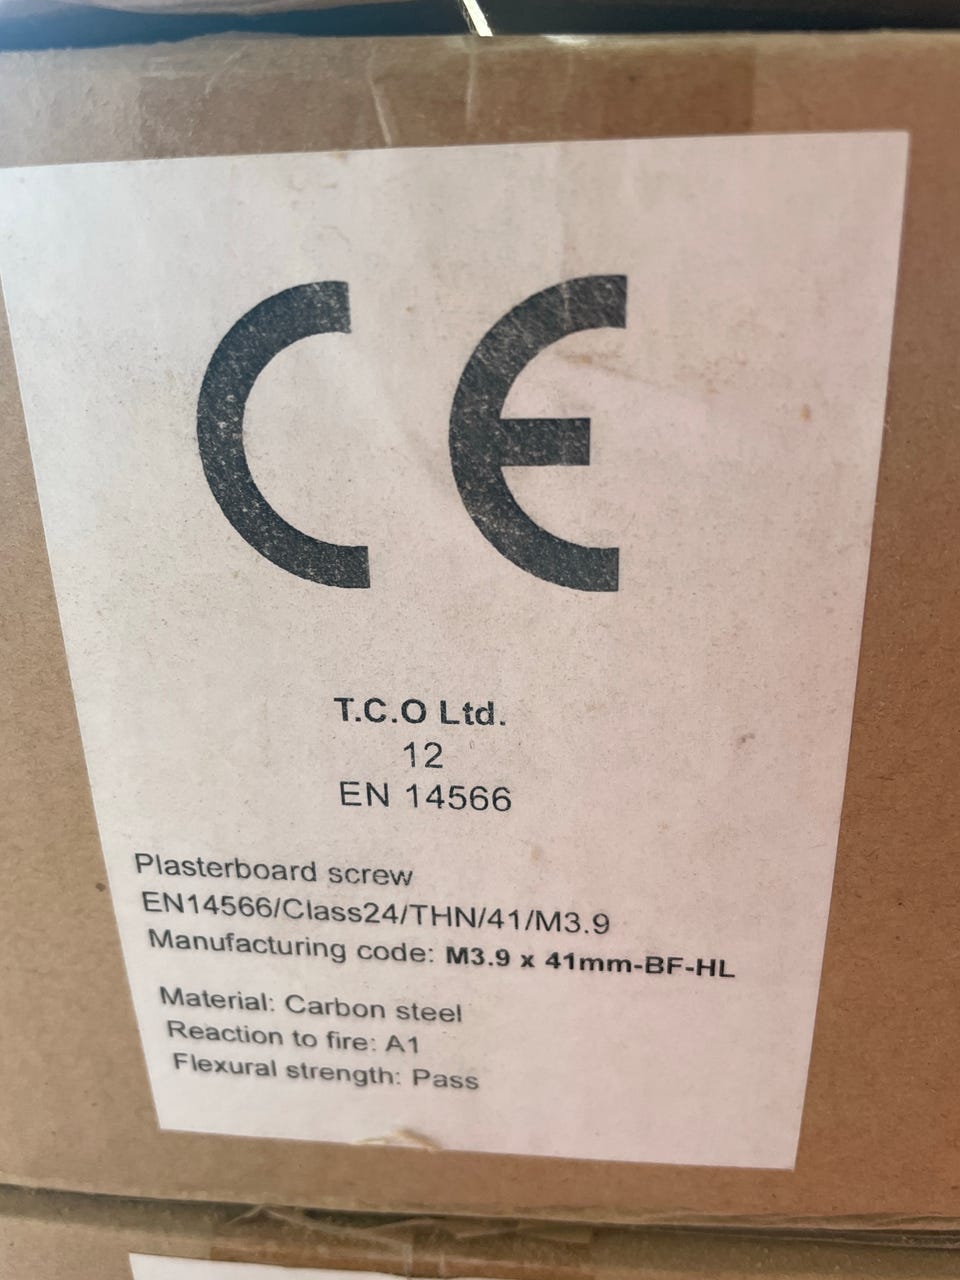 CE
T.C.O Ltd.
12
EN 14566
Plasterboard screw
EN14566/Class24/THN/41/M3.9
Manufacturing code: M3.9 x 41mm-BF-HL
Material: Carbon steel
Reaction to fire: A1
Flexural strength: Pass